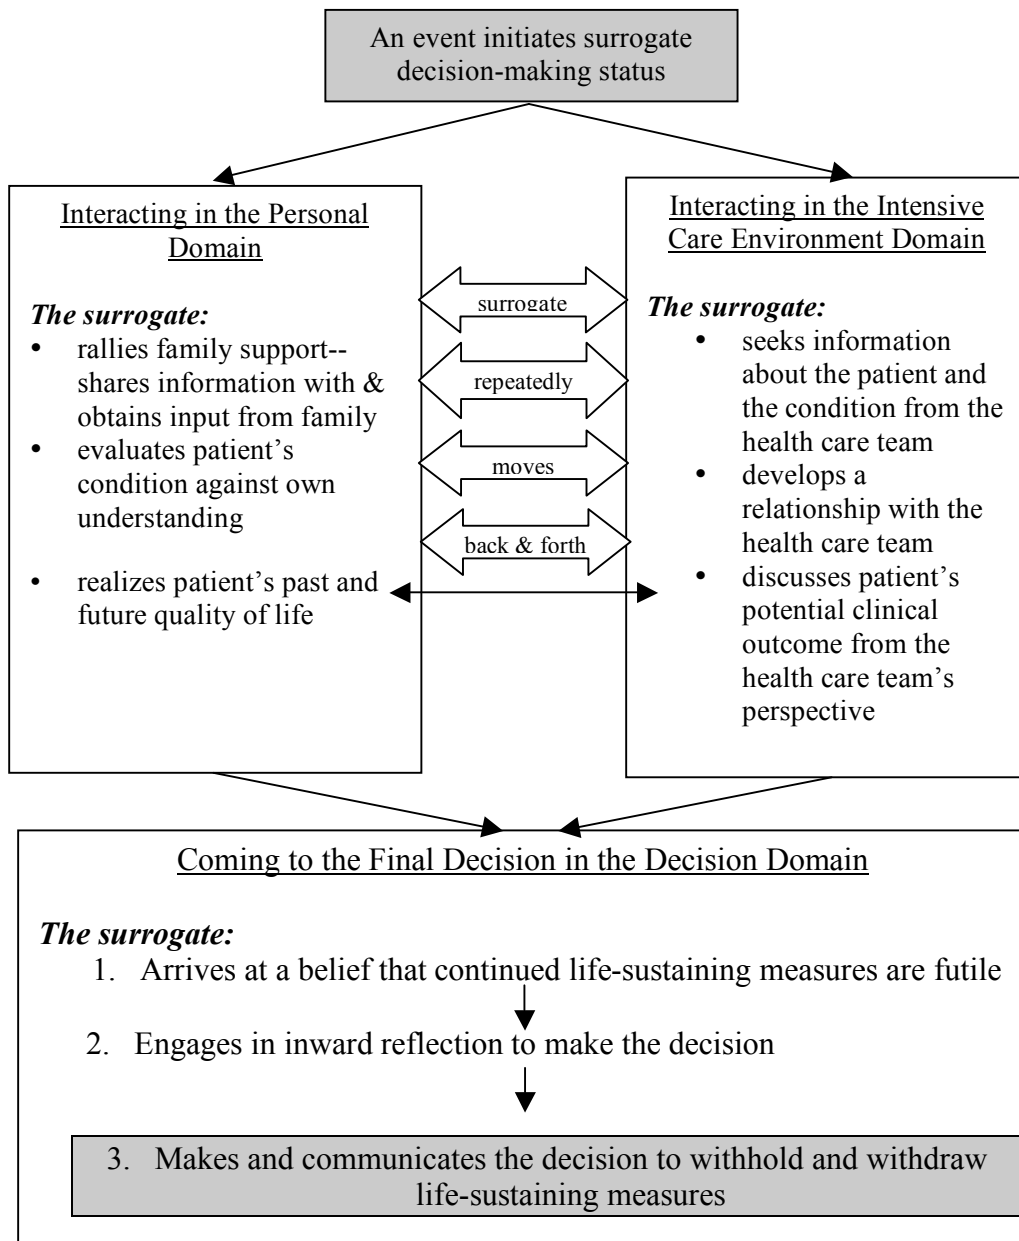 An event initiates surrogate
decision-making status
Interacting in the Personal
Domain
The surrogate:
• rallies family support--
shares information with &
obtains input from family
• evaluates patient’s
condition against own
understanding
• realizes patient’s past and
future quality of life
surrogate
repeatedly
moves
back & forth
Interacting in the Intensive
Care Environment Domain
The surrogate:
• seeks information
about the patient and
the condition from the
health care team
• develops a
relationship with the
health care team
• discusses patient’s
potential clinical
outcome from the
health care team’s
perspective
Coming to the Final Decision in the Decision Domain
The surrogate:
1. Arrives at a belief that continued life-sustaining measures are futile
2. Engages in inward reflection to make the decision
3. Makes and communicates the decision to withhold and withdraw
life-sustaining measures